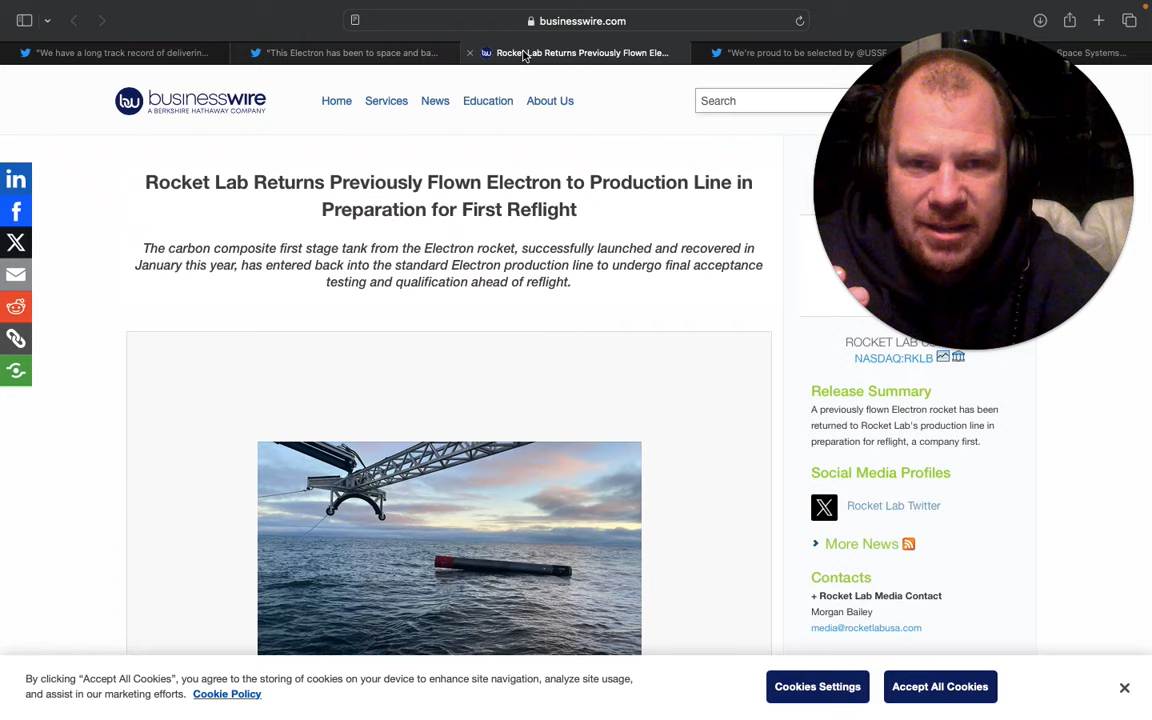 businesswire.com
"We have a long track record of deliverin...
"This Electron has been to space and ba...
Rocket Lab Returns Previously Flown Ele...
"We're proud to be selected by @USSF
Space Systems...
bw businesswire
A BERKSHIRE HATHAWAY COMPANY
Home
Services
News
Education
About Us
Search
Rocket Lab Returns Previously Flown Electron to Production Line in
Preparation for First Reflight
The carbon composite first stage tank from the Electron rocket, successfully launched and recovered in
January this year, has entered back into the standard Electron production line to undergo final acceptance
testing and qualification ahead of reflight.
ROCKET LAB
NASDAQ:RKLB
Release Summary
A previously flown Electron rocket has been
returned to Rocket Lab's production line in
preparation for reflight, a company first.
Social Media Profiles
Rocket Lab Twitter
More News
Contacts
+ Rocket Lab Media Contact
Morgan Bailey
media@rocketlabusa.com
By clicking “Accept All Cookies”, you agree to the storing of cookies on your device to enhance site navigation, analyze site usage,
and assist in our marketing efforts. Cookie Policy
Cookies Settings
Accept All Cookies